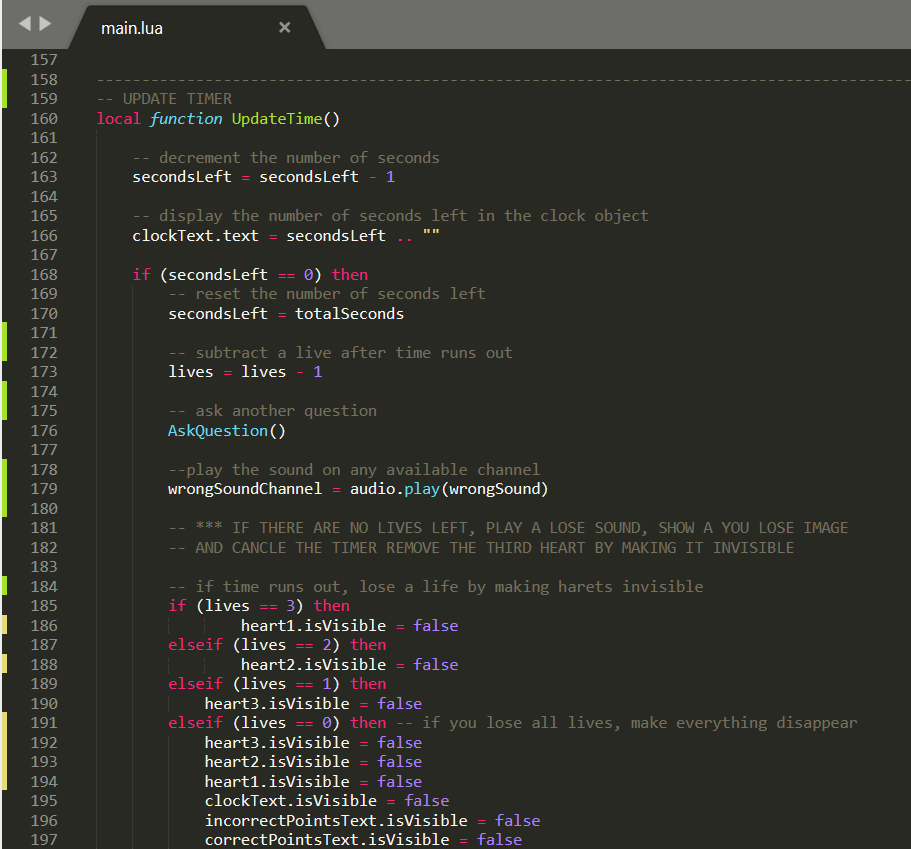 main.lua ×
157
158 ------------------------------------------------------------------------------------------
159 -- UPDATE TIMER
160 local function UpdateTime()
161
162     -- decrement the number of seconds
163     secondsLeft = secondsLeft - 1
164
165     -- display the number of seconds left in the clock object
166     clockText.text = secondsLeft .. ""
167
168     if (secondsLeft == 0) then
169         -- reset the number of seconds left
170         secondsLeft = totalSeconds
171
172         -- subtract a live after time runs out
173         lives = lives - 1
174
175         -- ask another question
176         AskQuestion()
177
178         --play the sound on any available channel
179         wrongSoundChannel = audio.play(wrongSound)
180
181         -- *** IF THERE ARE NO LIVES LEFT, PLAY A LOSE SOUND, SHOW A YOU LOSE IMAGE
182         -- AND CANCLE THE TIMER REMOVE THE THIRD HEART BY MAKING IT INVISIBLE
183
184         -- if time runs out, lose a life by making harets invisible
185         if (lives == 3) then
186                 heart1.isVisible = false
187         elseif (lives == 2) then
188                 heart2.isVisible = false
189         elseif (lives == 1) then
190             heart3.isVisible = false
191         elseif (lives == 0) then -- if you lose all lives, make everything disappear
192             heart3.isVisible = false
193             heart2.isVisible = false
194             heart1.isVisible = false
195             clockText.isVisible = false
196             incorrectPointsText.isVisible = false
197             correctPointsText.isVisible = false